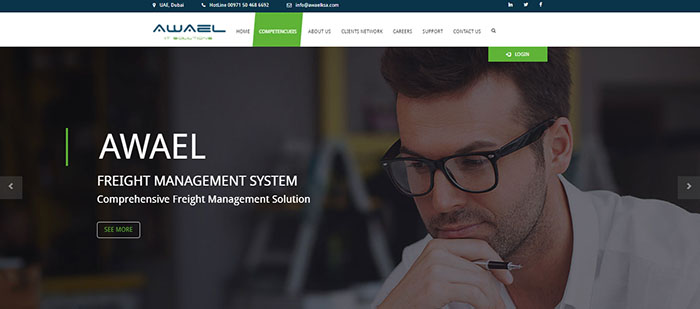 UAE, Dubai HotLine 00971 50 468 6692 info@awaelksa.com
AWAEL
IT SOLUTIONS
HOME COMPETENCUEIS ABOUT US CLIENTS NETWORK CAREERS SUPPORT CONTACT US
LOGIN
AWAEL
FREIGHT MANAGEMENT SYSTEM
Comprehensive Freight Management Solution
SEE MORE